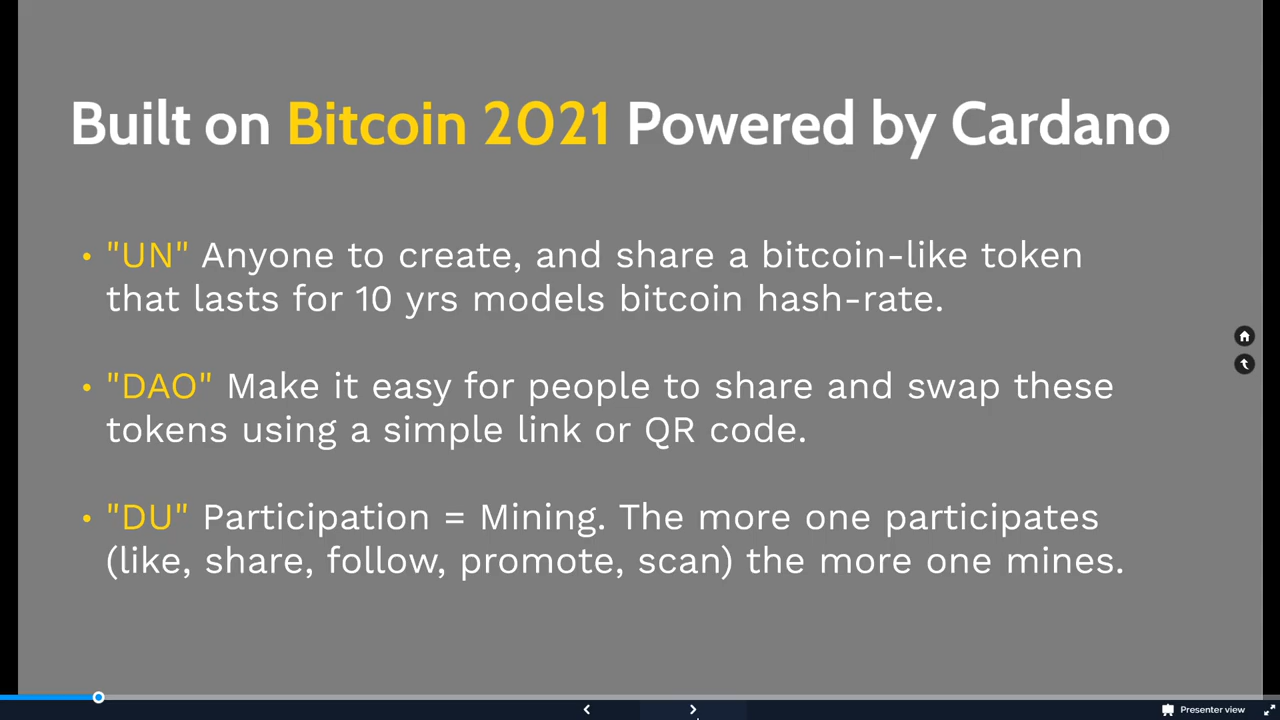 Built on Bitcoin 2021 Powered by Cardano
• "UN" Anyone to create, and share a bitcoin-like token
that lasts for 10 yrs models bitcoin hash-rate.
• "DAO" Make it easy for people to share and swap these
tokens using a simple link or QR code.
• "DU" Participation = Mining. The more one participates
(like, share, follow, promote, scan) the more one mines.
Presenter view